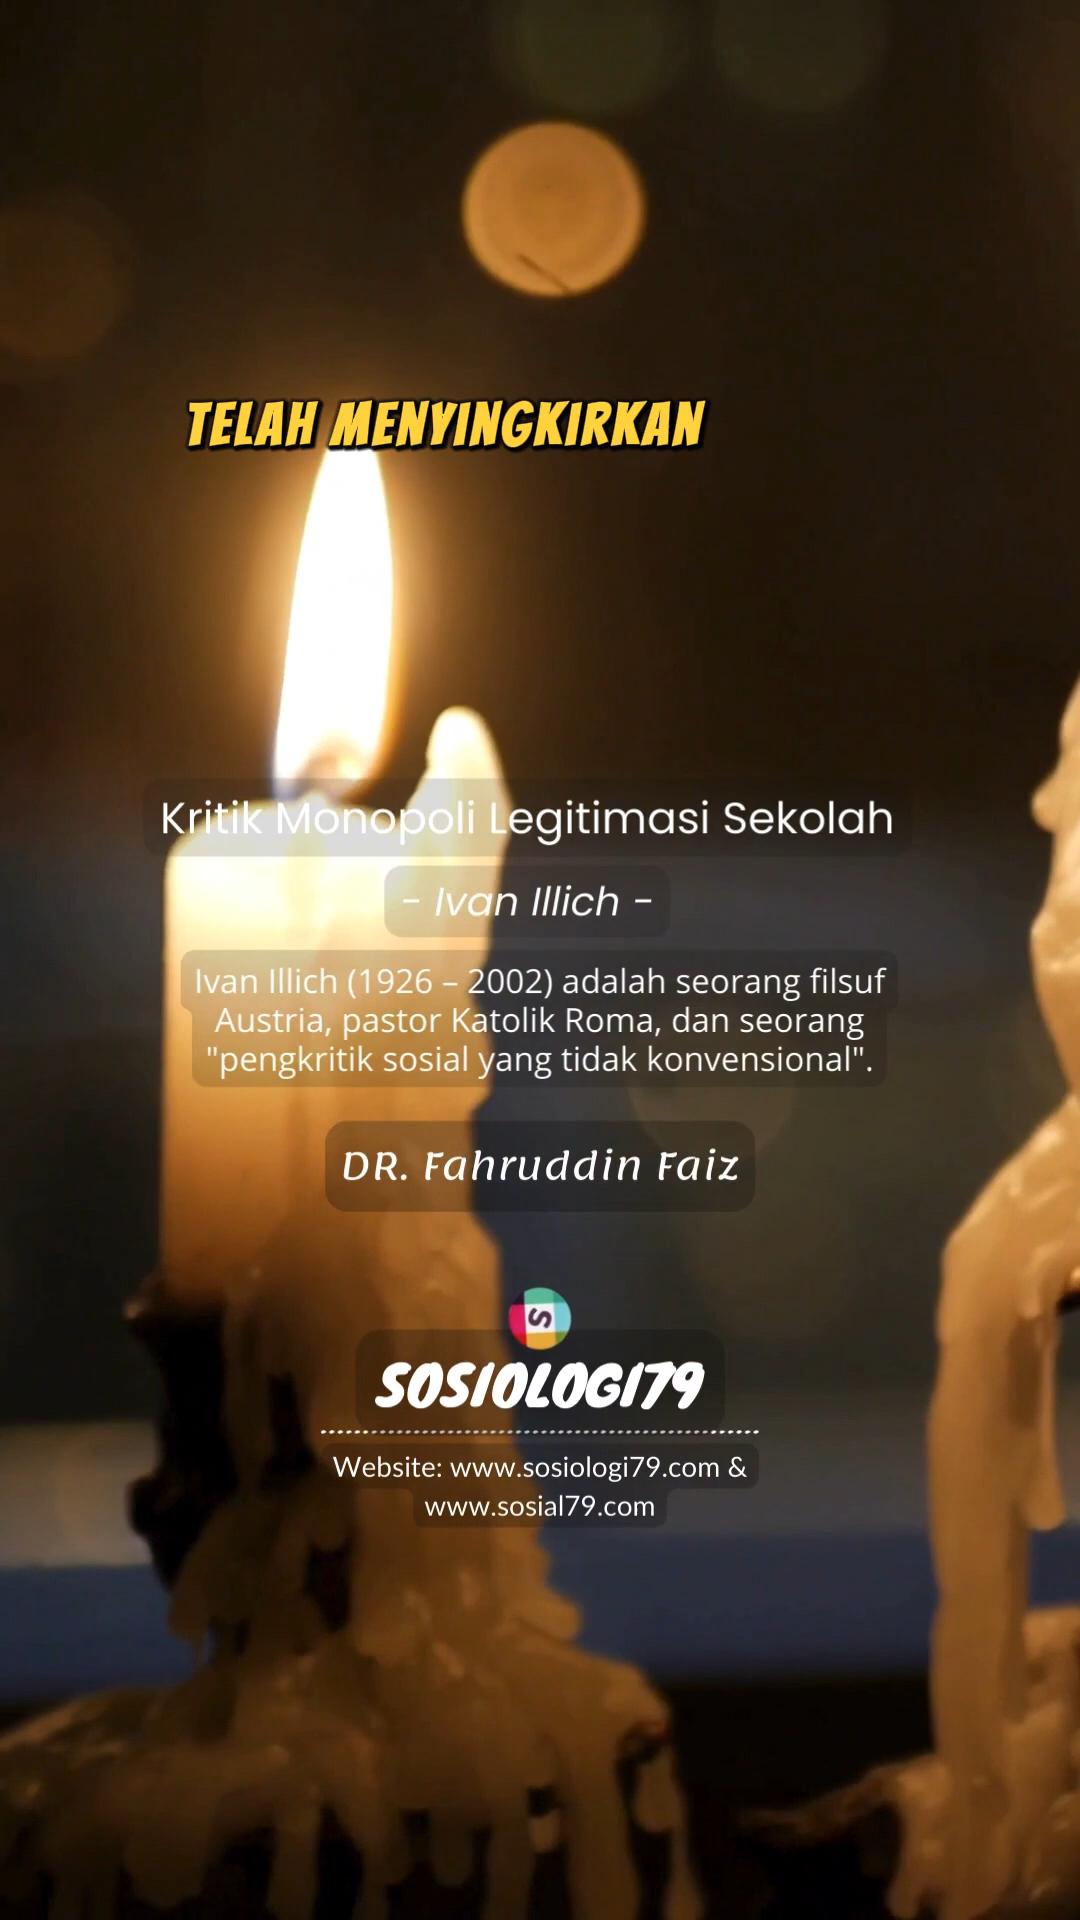 TELAH MENYINGKIRKAN
Kritik Monopoli Legitimasi Sekolah
- Ivan Illich -
Ivan Illich (1926 – 2002) adalah seorang filsuf
Austria, pastor Katolik Roma, dan seorang
"pengkritik sosial yang tidak konvensional".
DR. Fahruddin Faiz
S
SOSIOLOGI79
Website: www.sosiologi79.com &
www.sosial79.com